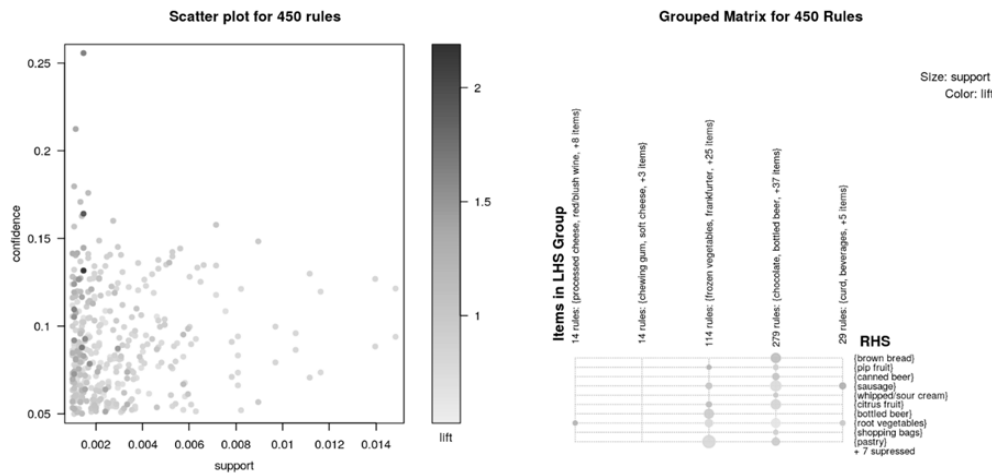 Scatter plot for 450 rules
0.25
0.2
0.15
0.1
0.05
confidence
0.002
0.004
0.006
0.008
0.01
0.012
0.014
support
2
1
lift
Grouped Matrix for 450 Rules
Size: support
Color: lift
Items in LHS Group
14 rules: {processed cheese, red/blush wine, +8 items}
14 rules: {chewing gum, soft cheese, +3 items}
114 rules: {frozen vegetables, frankfurter, +25 items}
279 rules: {chocolate, bottled beer, +37 items}
29 rules: {curd, beverages, +5 items}
RHS
{brown bread}
{pip fruit}
{canned beer}
{sausage}
{whipped/sour cream}
{citrus fruit}
{bottled beer}
{root vegetables}
{shopping bags}
{pastry}
+ 7 supressed